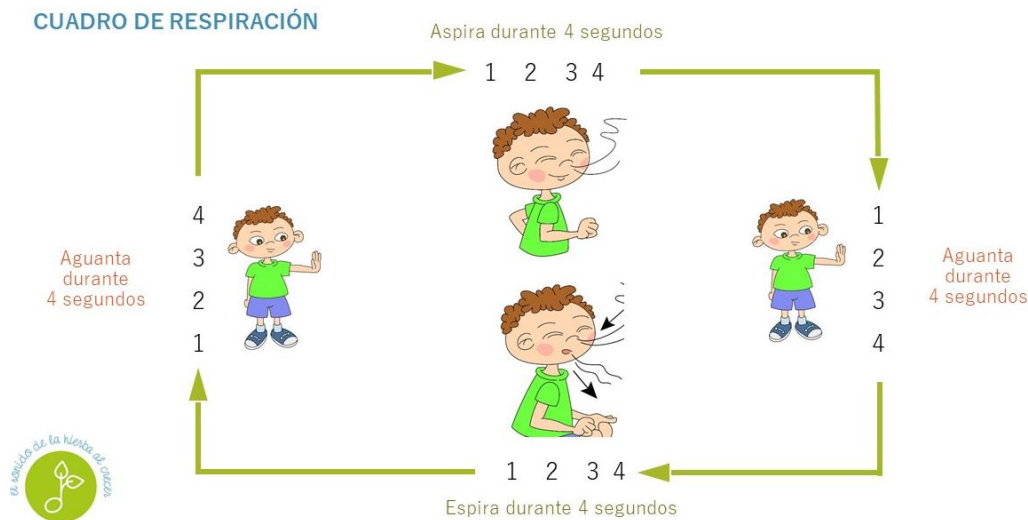 CUADRO DE RESPIRACIÓN
Aspira durante 4 segundos
1 2 3 4
Aguanta
durante
4 segundos
1
2
3
4
Espira durante 4 segundos
1 2 3 4
Aguanta
durante
4 segundos
4
3
2
1
el sonido de la hierba al crecer